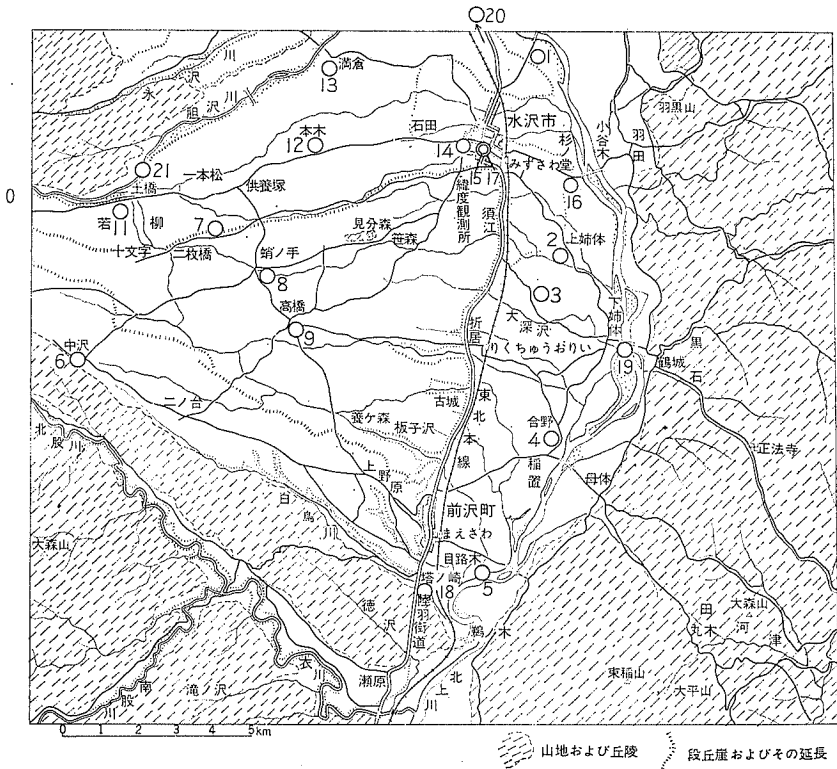 20
永沢川
胆沢川
満倉
13
1
羽黒山
0
水沢市
本木
12
石田
14
15
17
みずさわ
杉堂
小谷木
羽田
21
土橋
一本松
供養塚
緯度観測所
16
若柳
11
7
見分森
笹森
須江
2
上姉体
十文字
二枚橋
蛸ノ手
8
3
大深沢
高橋
9
折居
りくちゅうおりい
下姉体
19
黒石
鶴城
中沢
6
二ノ台
古城
東北本線
養ケ森
板子沢
合野
4
正法寺
北股川
上野原
白鳥川
稲置
母体
前沢町
まえさわ
大森山
目路木
5
塔ノ崎
18
陸羽街道
徳沢
鵜ノ木
田河津
丸木
大森山
衣川
瀬原
北上川
東稲山
大平山
南股川
滝ノ沢
0 1 2 3 4 5km
山地および丘陵
段丘崖およびその延長